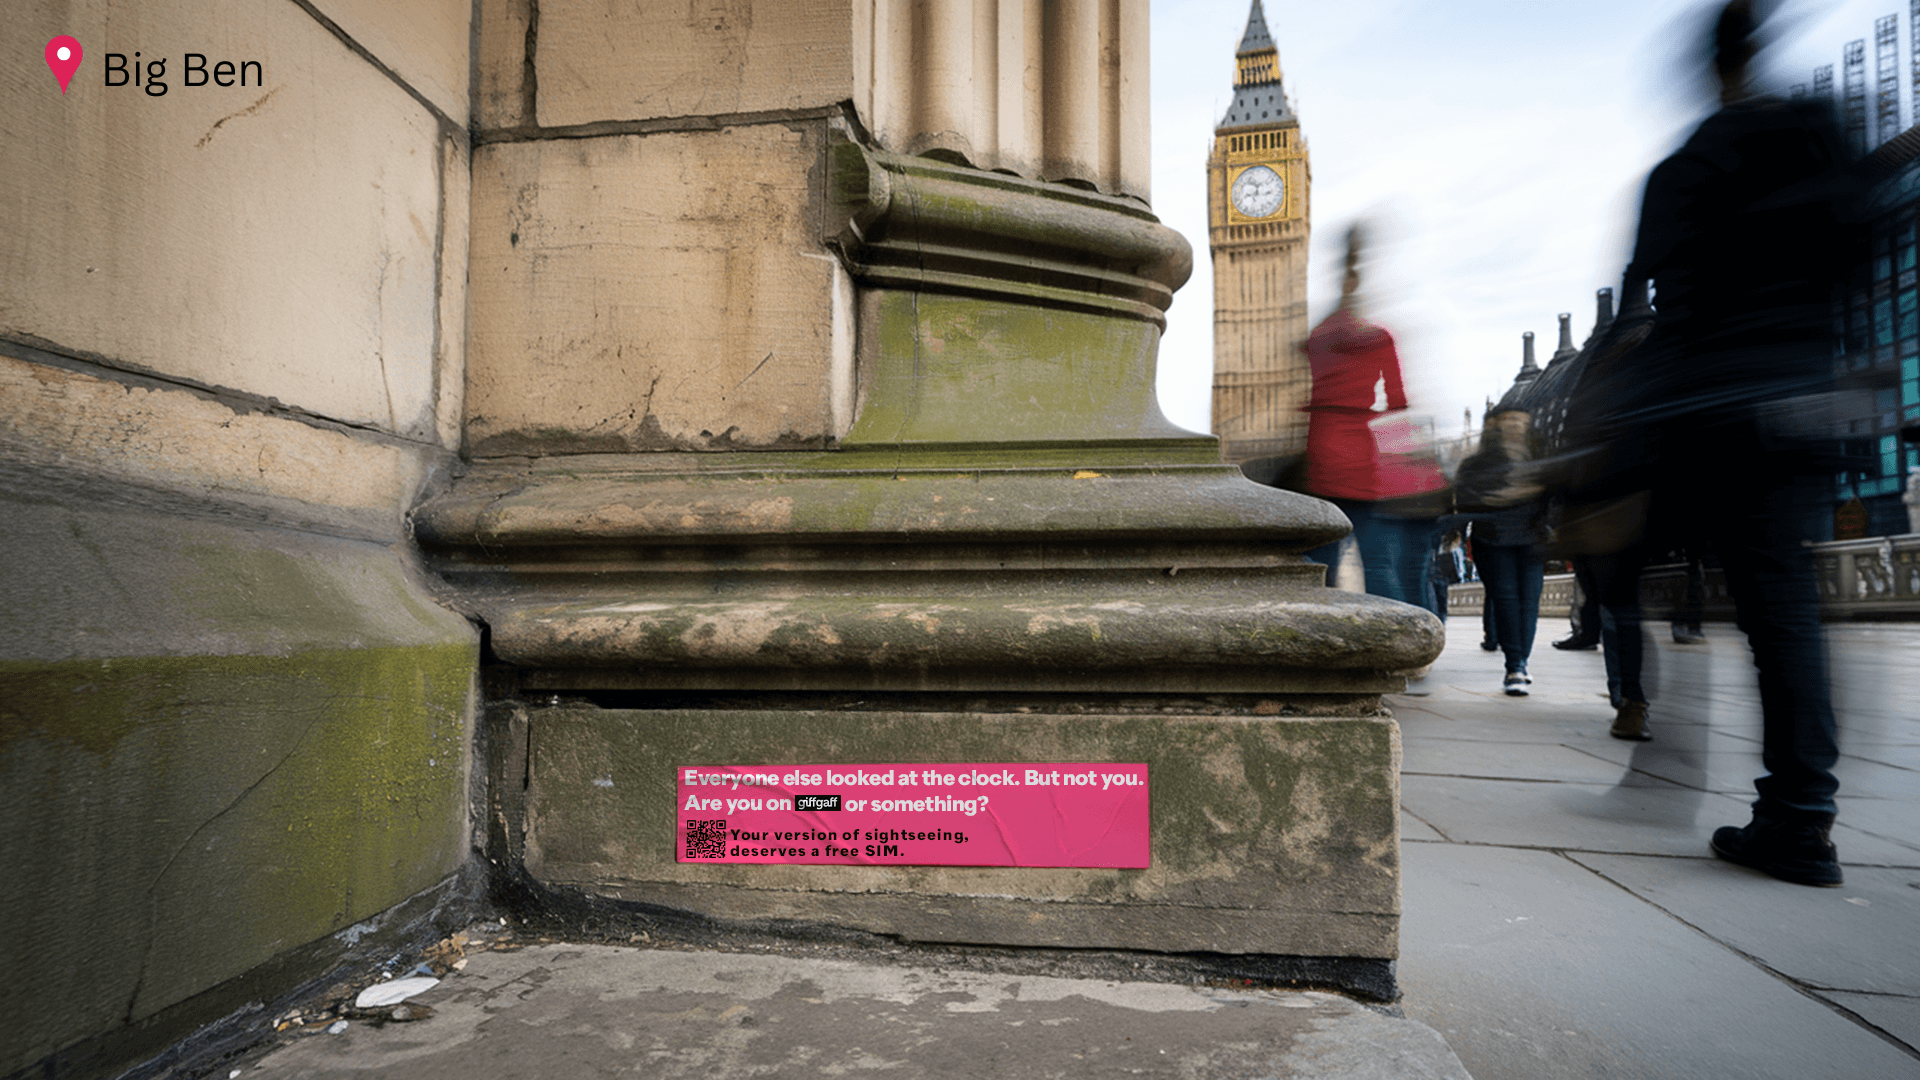 Big Ben
Everyone else looked at the clock. But not you.
Are you on giffgaff or something?
Your version of sightseeing,
deserves a free SIM.